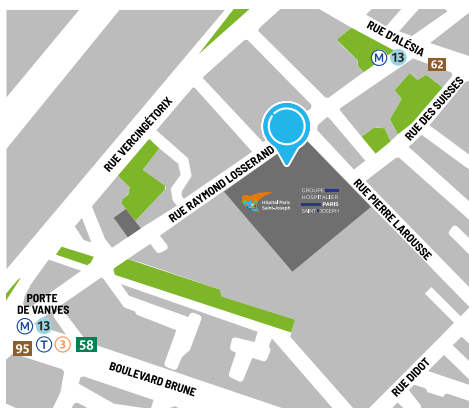 RUE D'ALÉSIA
M 13
62
RUE DES SUISSES
RUE VERCINGÉTORIX
RUE RAYMOND LOSSERAND
Hôpital Paris
Saint-Joseph
GROUPE
HOSPITALIER
PARIS
SAINT JOSEPH
RUE PIERRE LAROUSSE
PORTE
DE VANVES
M 13
95 T 3 58
BOULEVARD BRUNE
RUE DIDOT